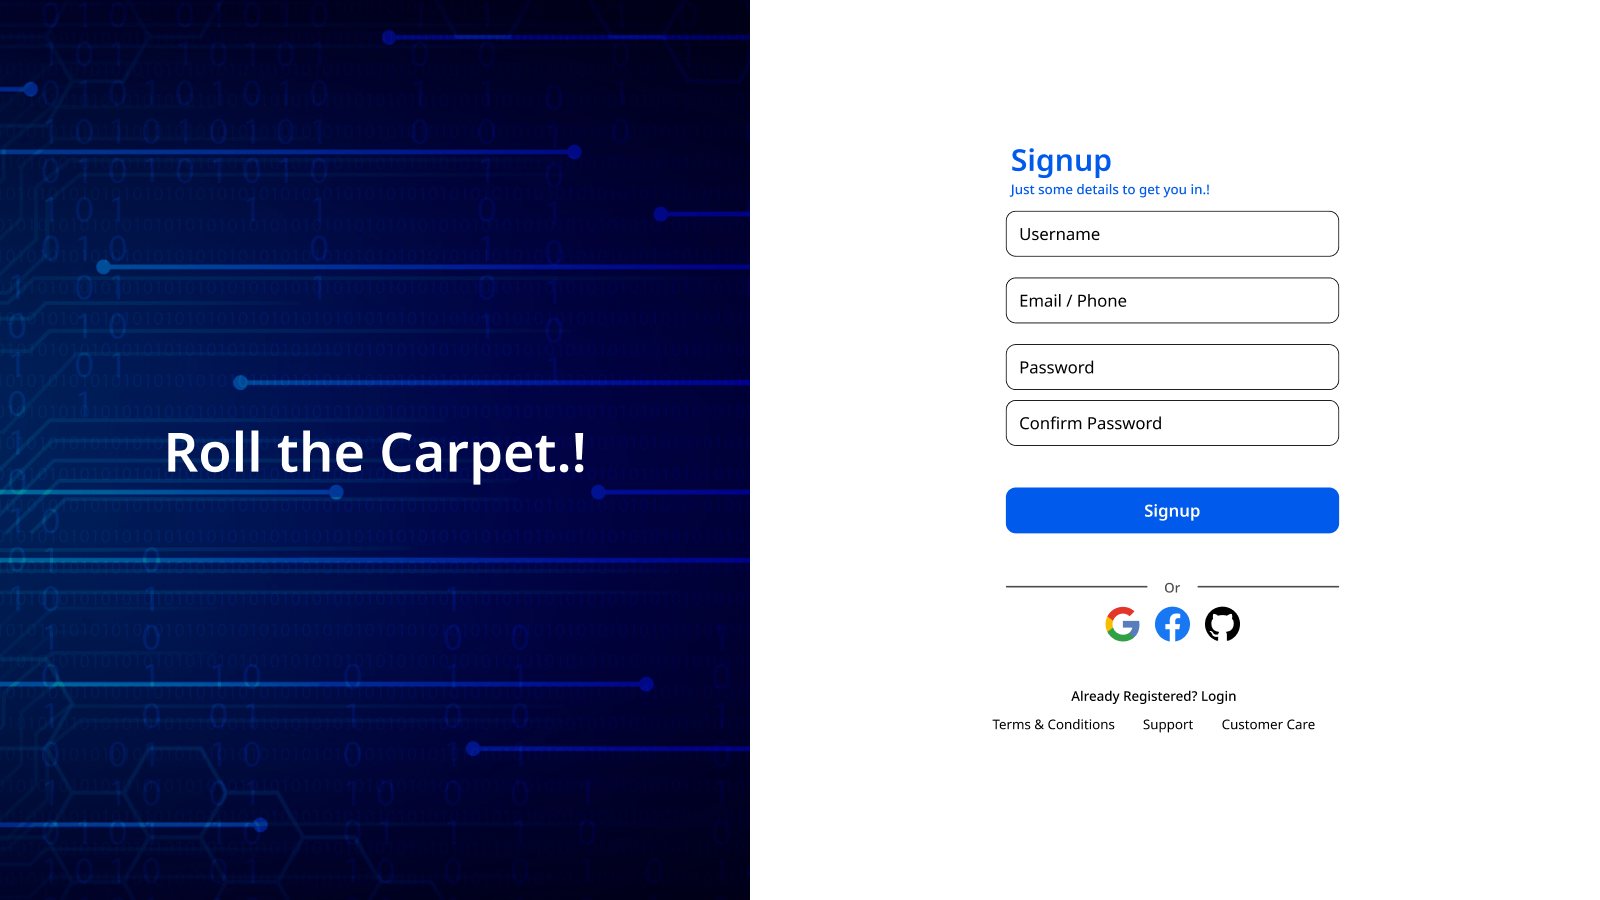 Roll the Carpet.!
Signup
Just some details to get you in.!
Username
Email / Phone
Password
Confirm Password
Signup
Or
Already Registered? Login
Terms & Conditions Support Customer Care